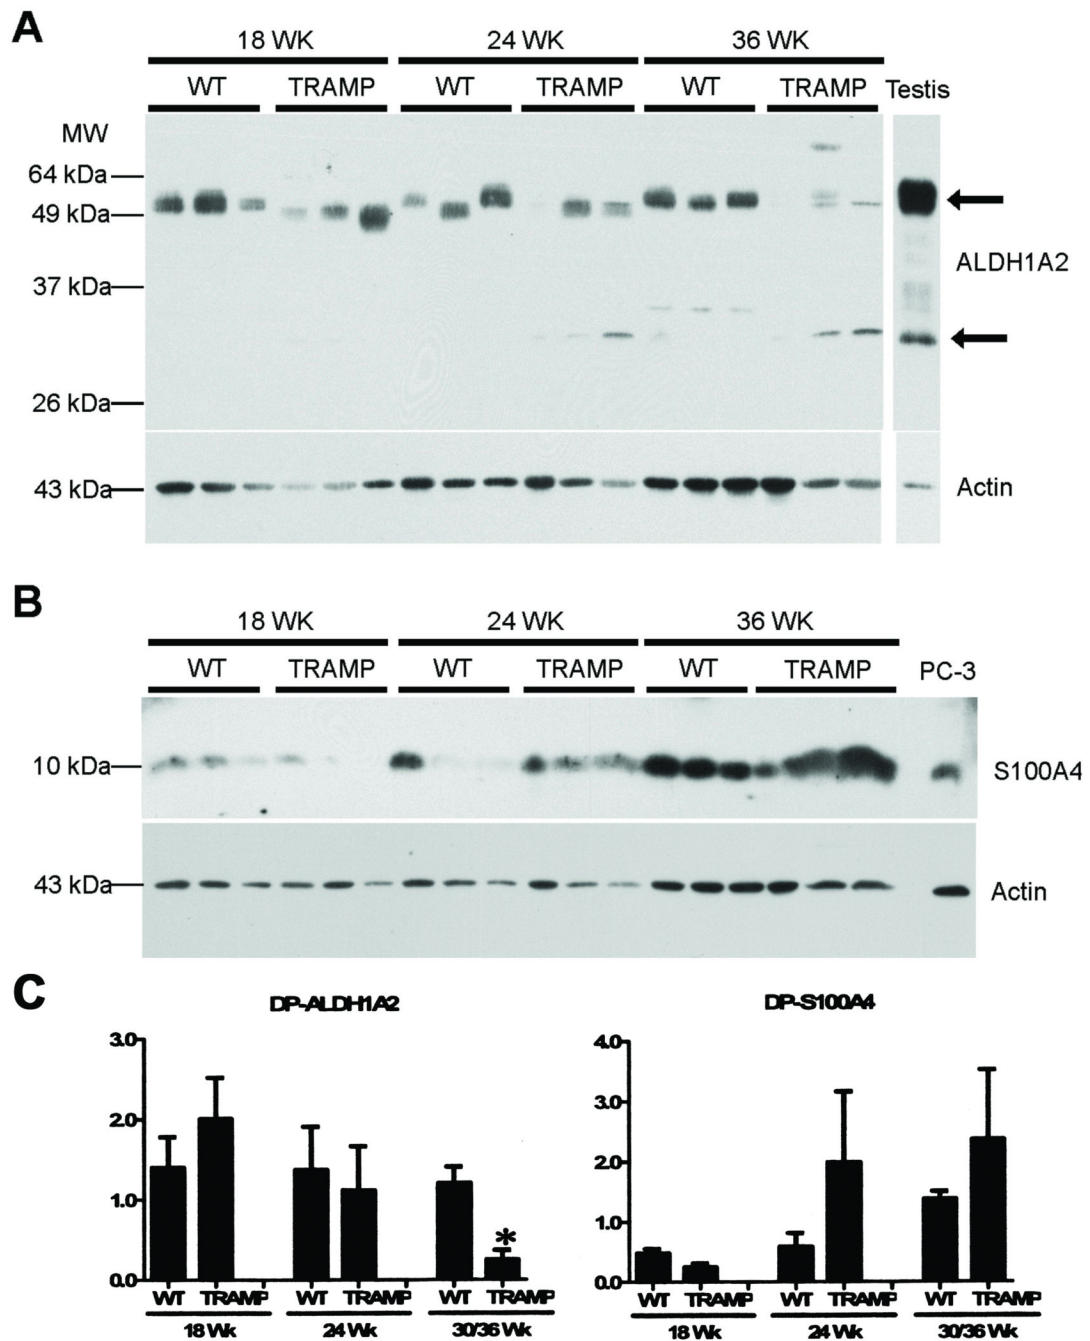 A
18 WK 24 WK 36 WK
WT TRAMP WT TRAMP WT TRAMP Testis
MW
64 kDa
49 kDa
ALDH1A2
37 kDa
26 kDa
43 kDa Actin
B
18 WK 24 WK 36 WK
WT TRAMP WT TRAMP WT TRAMP PC-3
10 kDa S100A4
43 kDa Actin
C
DP-ALDH1A2 DP-S100A4
3.0 4.0
3.0
2.0 2.0
1.0 * 1.0
0.0 0.0
WT TRAMP WT TRAMP WT TRAMP WT TRAMP WT TRAMP WT TRAMP
18 Wk 24 Wk 30/36 Wk 18 Wk 24 Wk 30/36 Wk